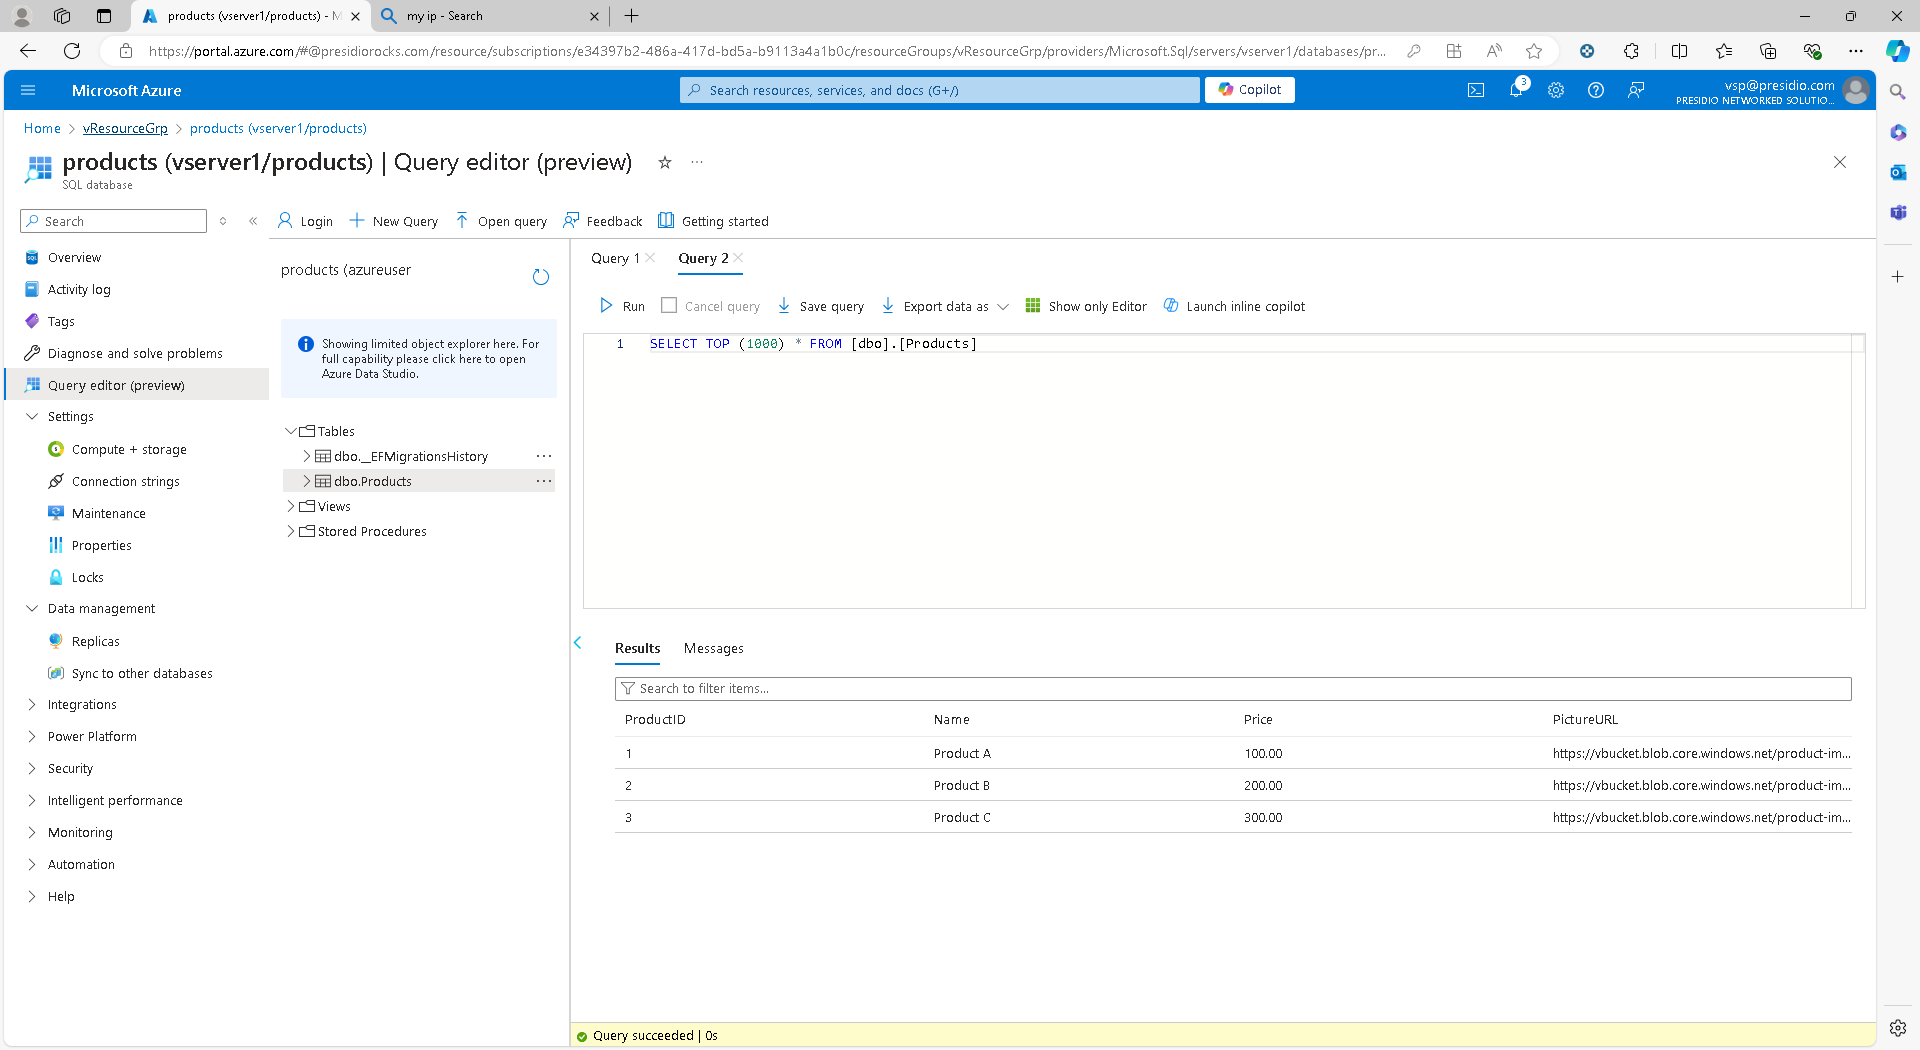 products (vserver1/products) - M
my ip - Search
https://portal.azure.com/#@presidiorocks.com/resource/subscriptions/e34397b2-486a-417d-bd5a-b9113a4a1b0c/resourceGroups/vResourceGrp/providers/Microsoft.Sql/servers/vserver1/databases/pr...
Microsoft Azure
Search resources, services, and docs (G+/)
Copilot
3
vsp@presidio.com
PRESIDIO NETWORKED SOLUTIO...
Home > vResourceGrp > products (vserver1/products)
products (vserver1/products) | Query editor (preview)
SQL database
Search
Login
New Query
Open query
Feedback
Getting started
Overview
Activity log
Tags
Diagnose and solve problems
Query editor (preview)
Settings
Compute + storage
Connection strings
Maintenance
Properties
Locks
Data management
Replicas
Sync to other databases
Integrations
Power Platform
Security
Intelligent performance
Monitoring
Automation
Help
products (azureuser
Showing limited object explorer here. For
full capability please click here to open
Azure Data Studio.
Tables
dbo.__EFMigrationsHistory
dbo.Products
Views
Stored Procedures
Query 1
Query 2
Run
Cancel query
Save query
Export data as
Show only Editor
Launch inline copilot
1 SELECT TOP (1000) * FROM [dbo].[Products]
Results
Messages
Search to filter items...
ProductID Name Price PictureURL
1 Product A 100.00 https://vbucket.blob.core.windows.net/product-im...
2 Product B 200.00 https://vbucket.blob.core.windows.net/product-im...
3 Product C 300.00 https://vbucket.blob.core.windows.net/product-im...
Query succeeded | 0s